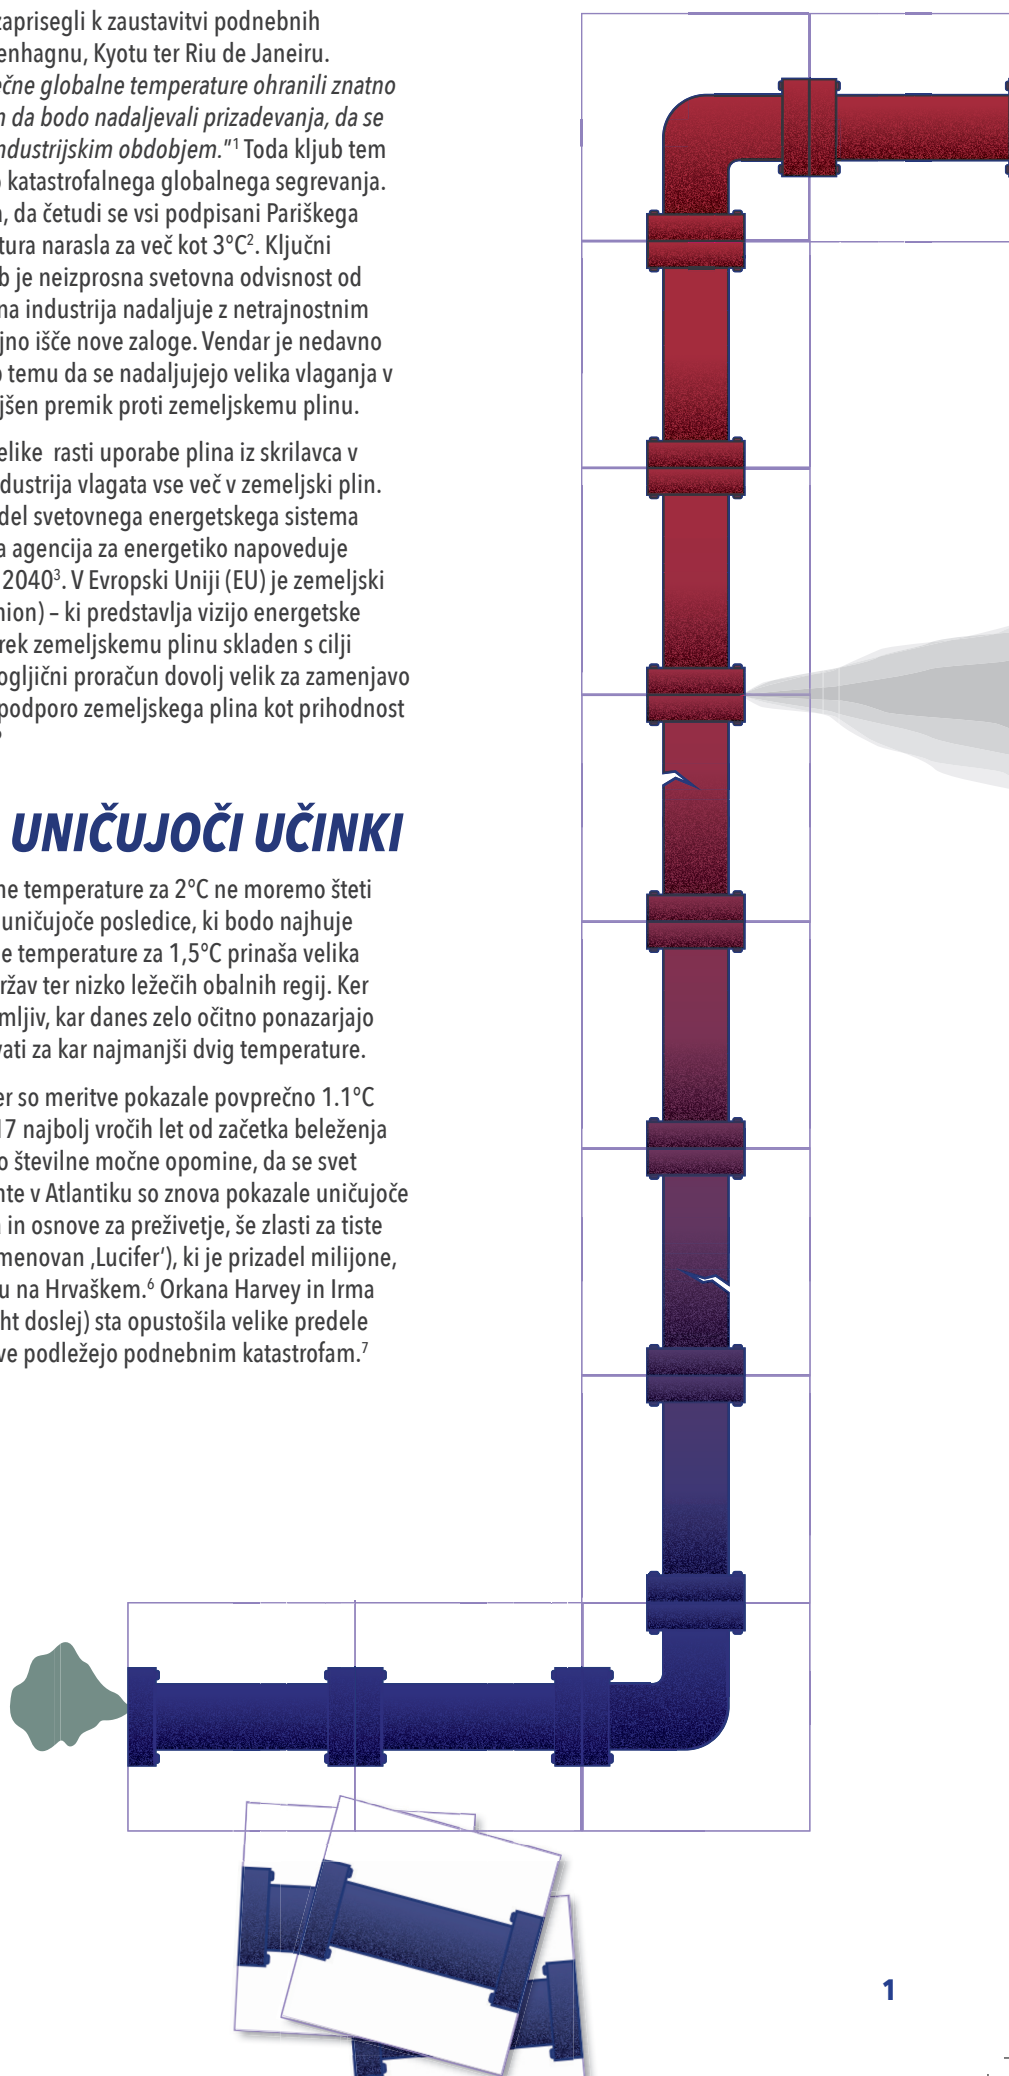 zaprisegli k zaustavitvi podnebnih
enhagnu, Kyotu ter Riu de Janeiru.
ečne globalne temperature ohranili znatno
n da bodo nadaljevali prizadevanja, da se
ndustrijskim obdobjem."¹ Toda kljub tem
o katastrofalnega globalnega segrevanja.
a, da četudi se vsi podpisani Pariškega
tura narasla za več kot 3°C². Ključni
b je neizprosna svetovna odvisnost od
na industrija nadaljuje z netrajnostnim
jno išče nove zaloge. Vendar je nedavno
o temu da se nadaljujejo velika vlaganja v
jšen premik proti zemeljskemu plinu.
elike rasti uporabe plina iz skrilavca v
dustrija vlagata vse več v zemeljski plin.
del svetovnega energetskega sistema
a agencija za energetiko napoveduje
2040³. V Evropski Uniji (EU) je zemeljski
nion) – ki predstavlja vizijo energetske
rek zemeljskemu plinu skladen s cilji
ogljični proračun dovolj velik za zamenjavo
podporo zemeljskega plina kot prihodnost
?
UNIČUJOČI UČINKI
ne temperature za 2°C ne moremo šteti
uničujoče posledice, ki bodo najhuje
e temperature za 1,5°C prinaša velika
ržav ter nizko ležečih obalnih regij. Ker
mljiv, kar danes zelo očitno ponazarjajo
vati za kar najmanjši dvig temperature.
er so meritve pokazale povprečno 1.1°C
17 najbolj vročih let od začetka beleženja
o številne močne opomine, da se svet
nte v Atlantiku so znova pokazale uničujoče
a in osnove za preživetje, še zlasti za tiste
menovan ‚Lucifer‘), ki je prizadel milijone,
u na Hrvaškem.⁶ Orkana Harvey in Irma
ht doslej) sta opustošila velike predele
ve podležejo podnebnim katastrofam.⁷
1